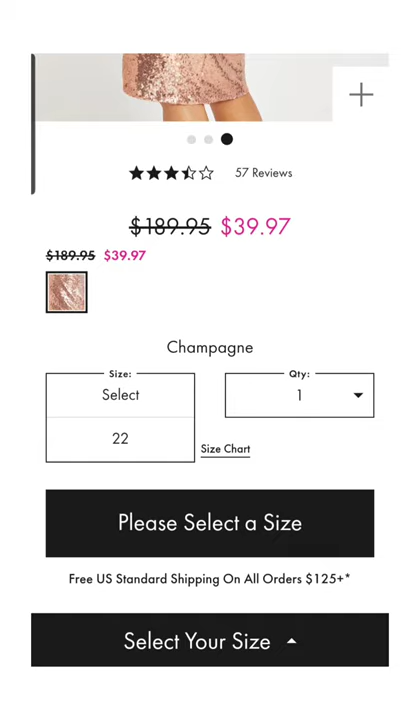 57 Reviews
$189.95 $39.97
$189.95 $39.97
Champagne
Size:
Select
22
Qty:
1
Size Chart
Please Select a Size
Free US Standard Shipping On All Orders $125+*
Select Your Size